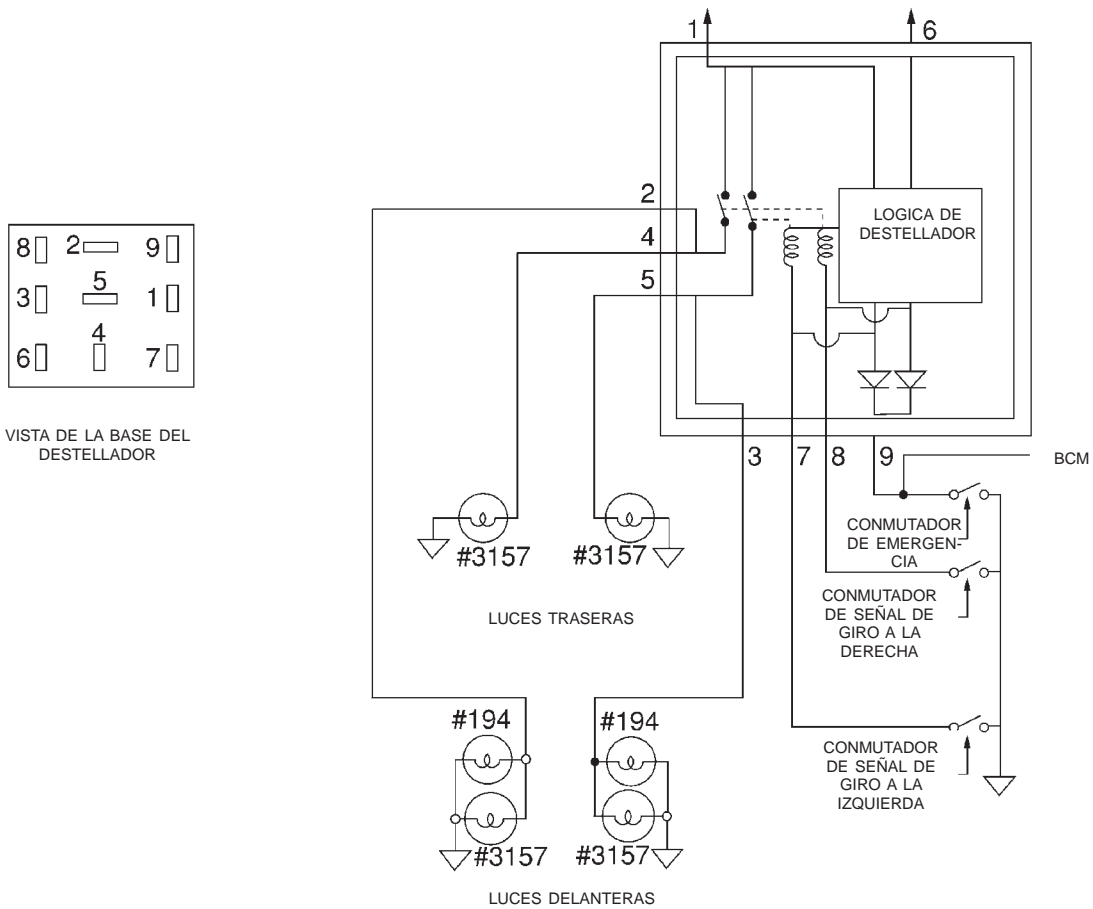 1
6
2
4
5
LOGICA DE
DESTELLADOR
8
2
9
3
5
1
6
4
7
VISTA DE LA BASE DEL
DESTELLADOR
3
7
8
9
BCM
CONMUTADOR
DE EMERGEN-
CIA
CONMUTADOR
DE SEÑAL DE
GIRO A LA
DERECHA
#3157
#3157
LUCES TRASERAS
#194
#194
CONMUTADOR
DE SEÑAL DE
GIRO A LA
IZQUIERDA
#3157
#3157
LUCES DELANTERAS